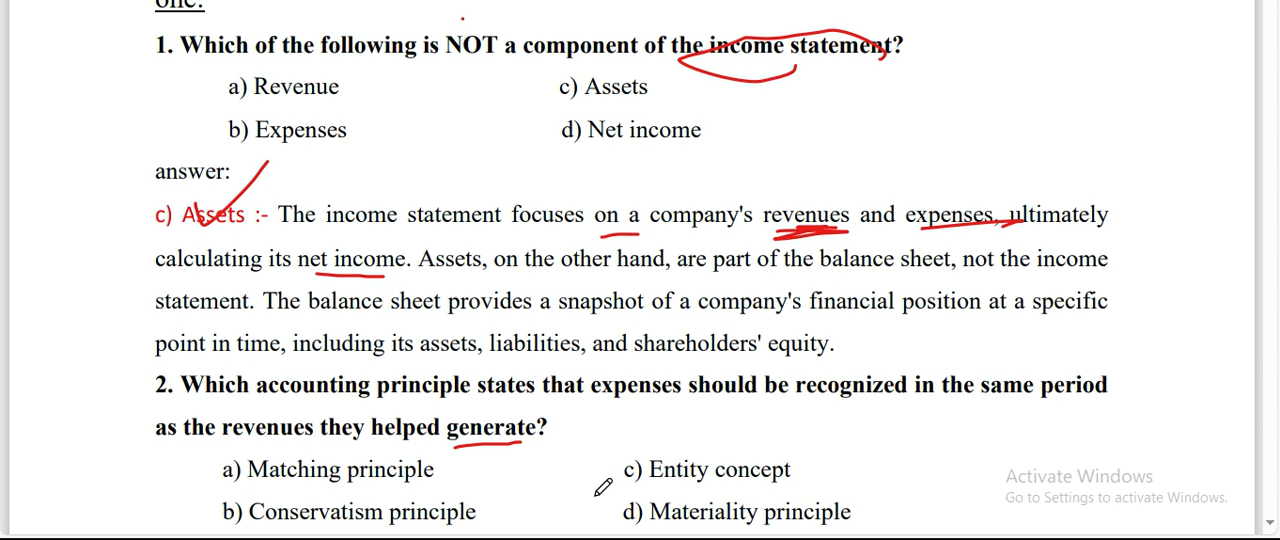 one:
1. Which of the following is NOT a component of the income statement?
a) Revenue c) Assets
b) Expenses d) Net income
answer:
c) Assets :- The income statement focuses on a company's revenues and expenses, ultimately
calculating its net income. Assets, on the other hand, are part of the balance sheet, not the income
statement. The balance sheet provides a snapshot of a company's financial position at a specific
point in time, including its assets, liabilities, and shareholders' equity.
2. Which accounting principle states that expenses should be recognized in the same period
as the revenues they helped generate?
a) Matching principle c) Entity concept
b) Conservatism principle d) Materiality principle
Activate Windows
Go to Settings to activate Windows.